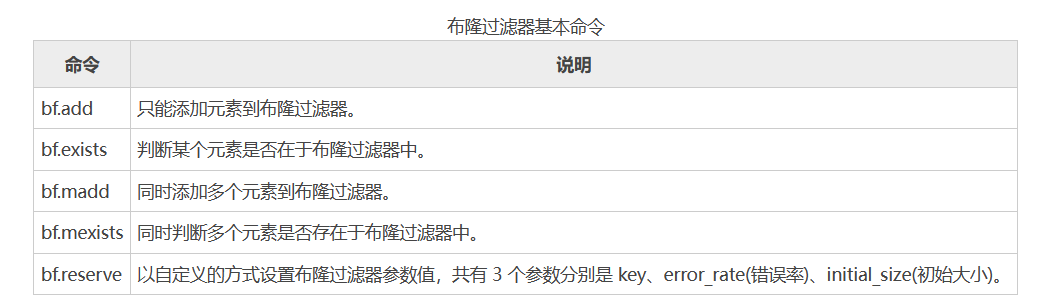 布隆过滤器基本命令
命令 说明
bf.add 只能添加元素到布隆过滤器。
bf.exists 判断某个元素是否在于布隆过滤器中。
bf.madd 同时添加多个元素到布隆过滤器。
bf.mexists 同时判断多个元素是否存在于布隆过滤器中。
bf.reserve 以自定义的方式设置布隆过滤器参数值，共有 3 个参数分别是 key、error_rate(错误率)、initial_size(初始大小)。